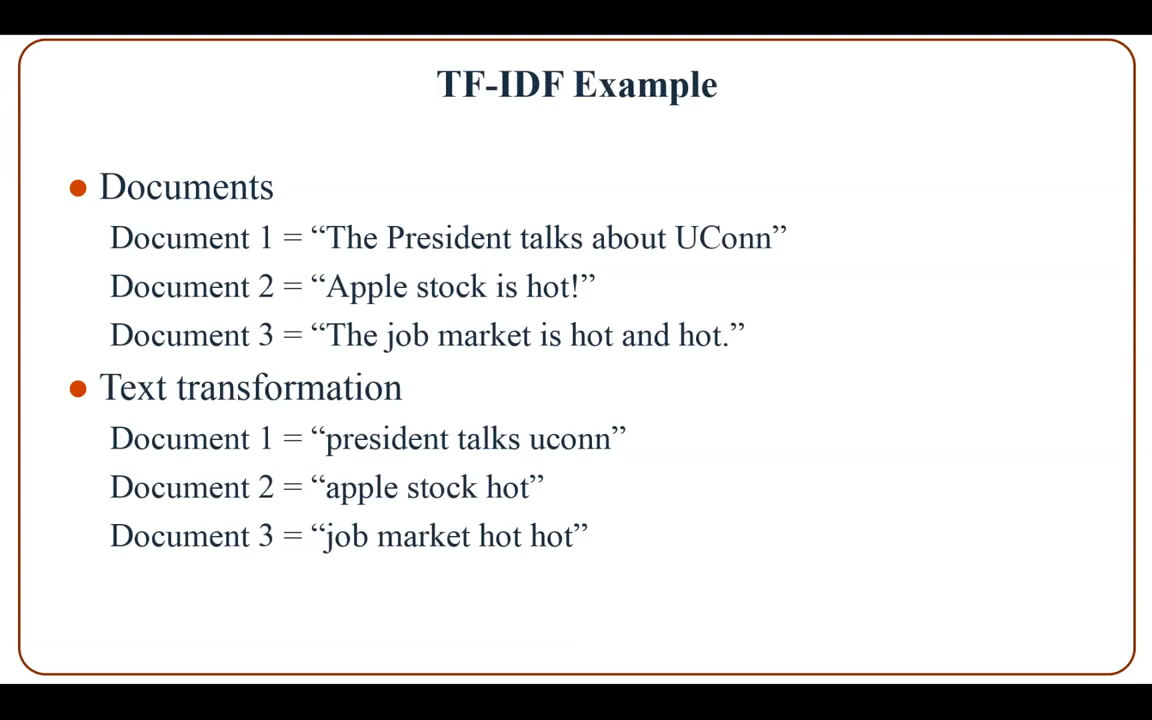 TF-IDF Example
● Documents
Document 1 = “The President talks about UConn”
Document 2 = “Apple stock is hot!”
Document 3 = “The job market is hot and hot.”
● Text transformation
Document 1 = “president talks uconn”
Document 2 = “apple stock hot”
Document 3 = “job market hot hot”